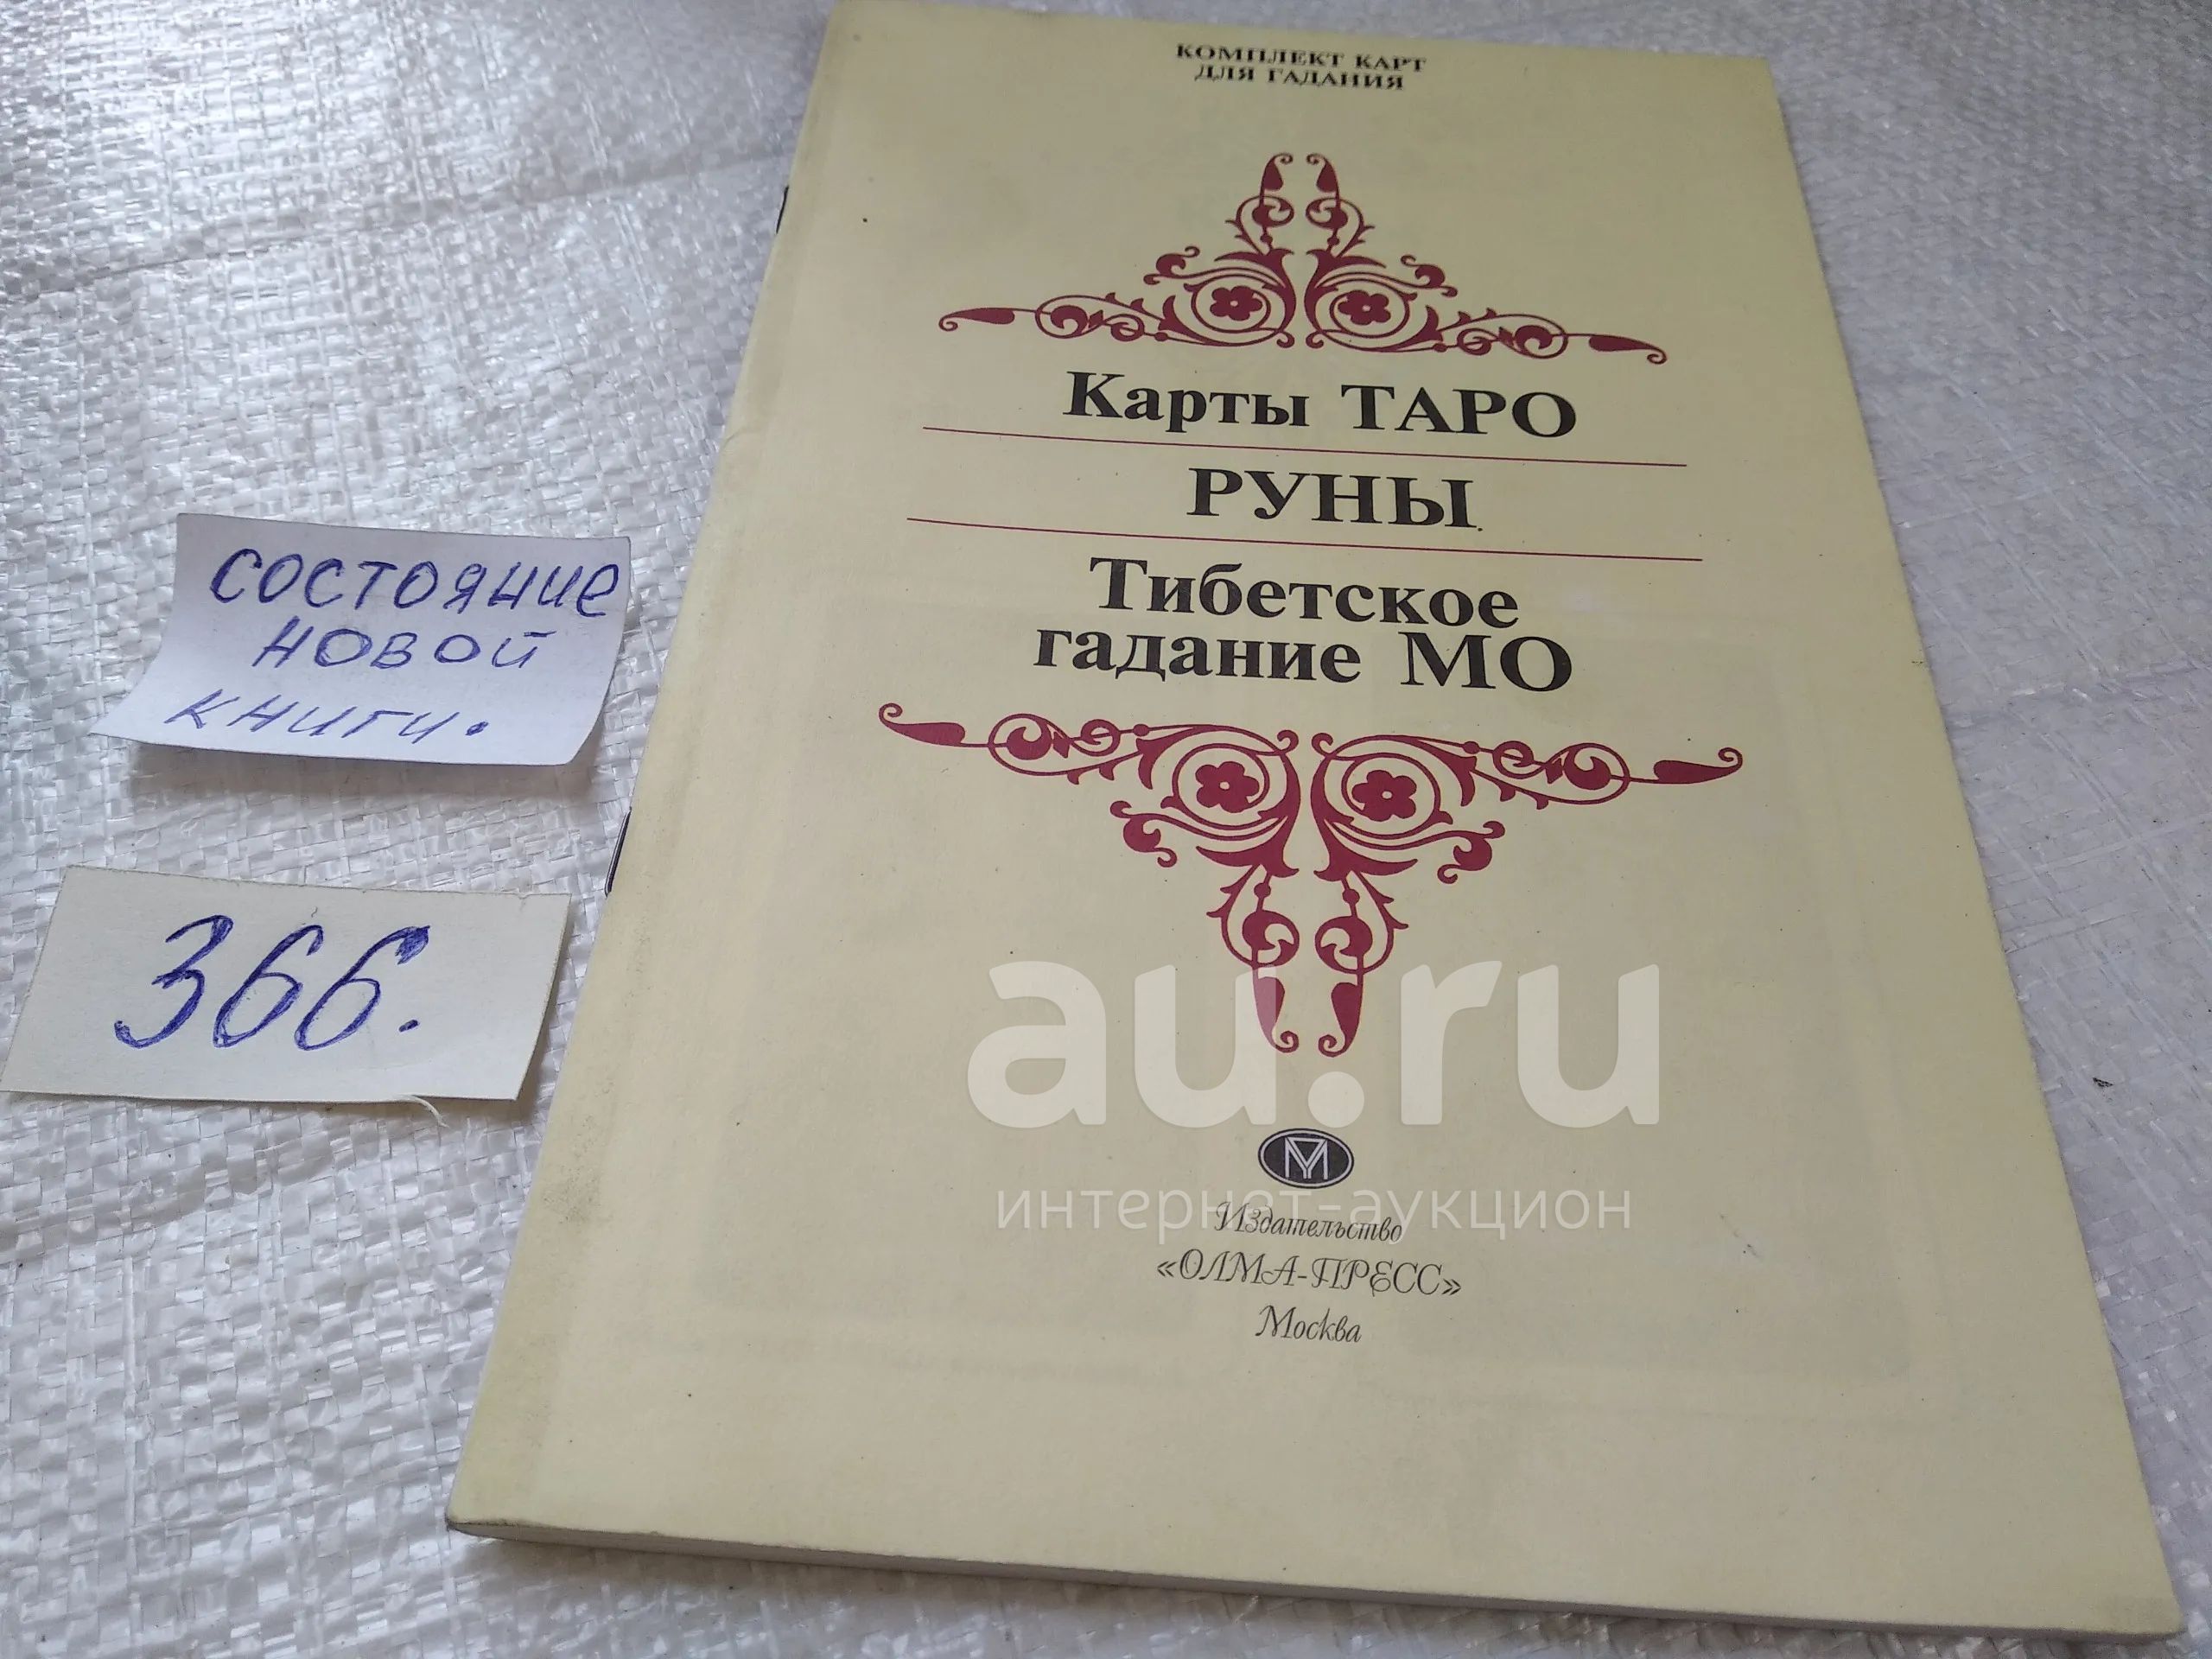 КОМПЛЕКТ КАРТ
ДЛЯ ГАДАНИЯ
Карты ТАРО
РУНЫ
Тибетское
гадание МО
состояние
новой
книги.
366.
au.ru
интернет-аукцион
Издательство
«ОЛМА-ПРЕСС»
Москва